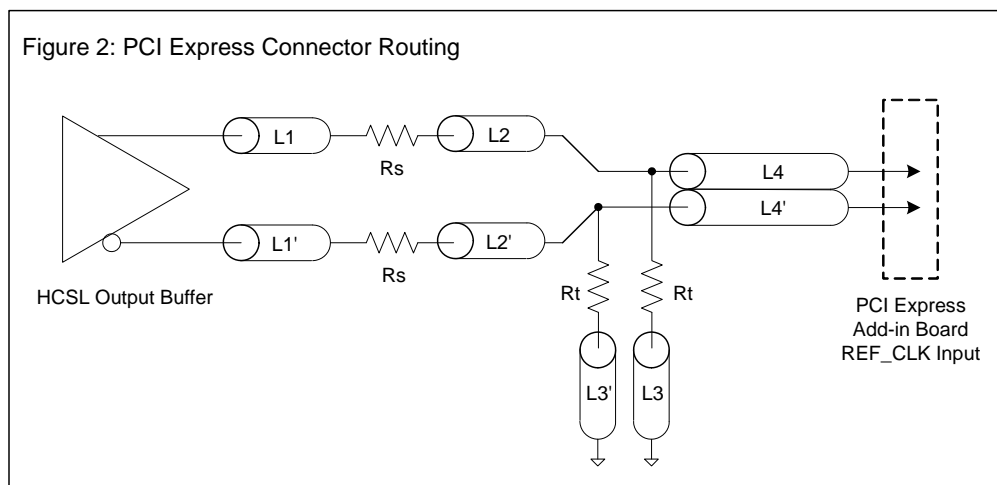 Figure 2: PCI Express Connector Routing
L1
Rs
L2
L4
L4'
L1'
Rs
L2'
HCSL Output Buffer
Rt
Rt
L3'
L3
PCI Express
Add-in Board
REF_CLK Input